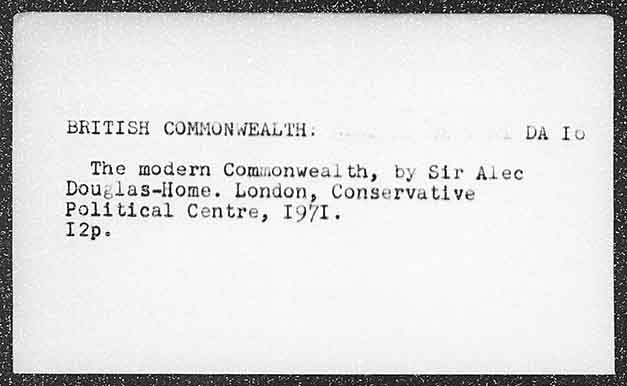 BRITISH COMMONWEALTH. DA Io
The modern Commonwealth, by Sir Alec
Douglas-Home. London, Conservative
Political Centre, I97I.
I2p.